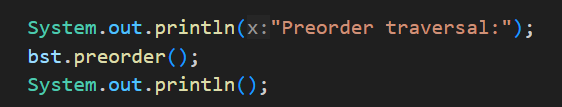 System.out.println(x:"Preorder traversal:");
bst.preorder();
System.out.println();